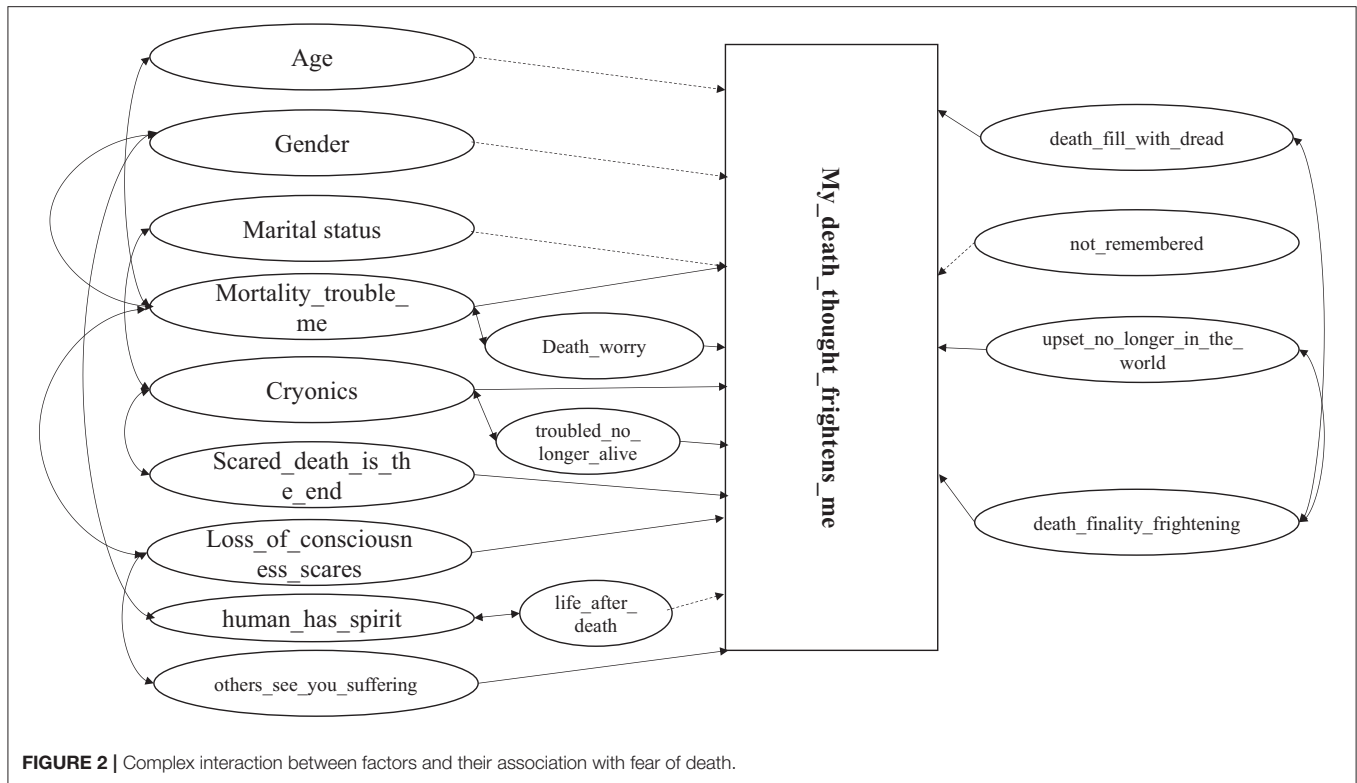 Age
Gender
Marital status
Mortality_trouble_
me
Death_worry
Cryonics
troubled_no_
longer_alive
Scared_death_is_th
e_end
Loss_of_consciousn
ess_scares
human_has_spirit
life_after_
death
others_see_you_suffering
My_death_thought_frightens_me
death_fill_with_dread
not_remembered
upset_no_longer_in_the_
world
death_finality_frightening
FIGURE 2 | Complex interaction between factors and their association with fear of death.